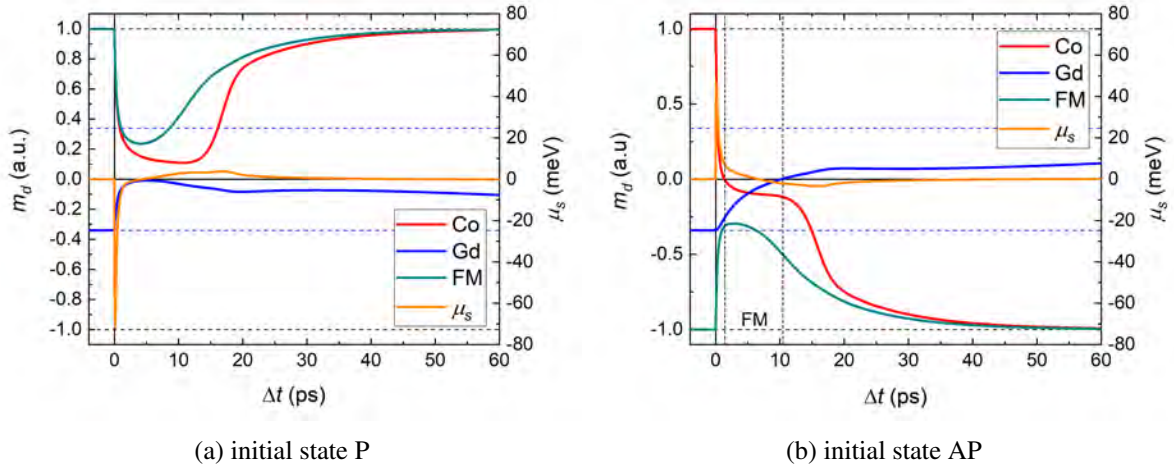 1.0
0.8
0.6
0.4
0.2
0.0
-0.2
-0.4
-0.6
-0.8
-1.0
m_d (a.u.)
80
60
40
20
0
-20
-40
-60
-80
μ_s (meV)
Co
Gd
FM
μ_s
0 10 20 30 40 50 60
Δt (ps)
(a) initial state P
1.0
0.5
0.0
-0.5
-1.0
m_d (a.u)
80
60
40
20
0
-20
-40
-60
-80
μ_s (meV)
Co
Gd
FM
μ_s
FM
0 10 20 30 40 50 60
Δt (ps)
(b) initial state AP